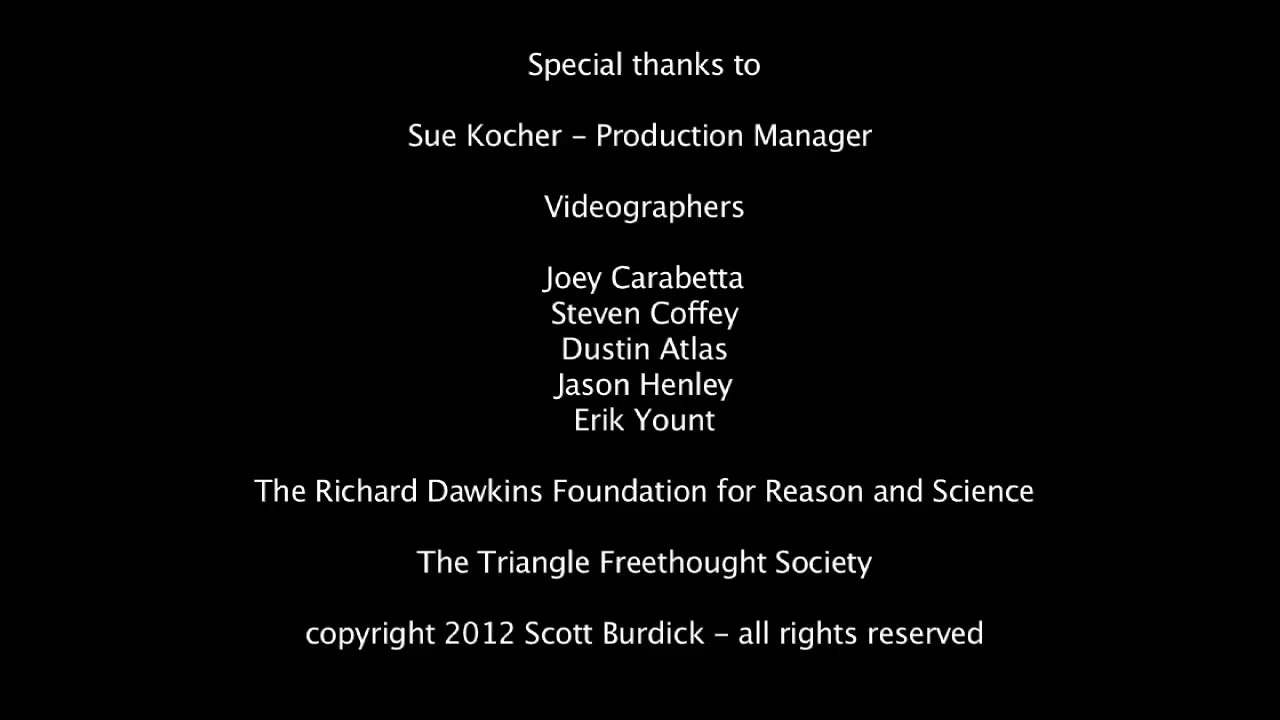 Special thanks to
Sue Kocher - Production Manager
Videographers
Joey Carabetta
Steven Coffey
Dustin Atlas
Jason Henley
Erik Yount
The Richard Dawkins Foundation for Reason and Science
The Triangle Freethought Society
copyright 2012 Scott Burdick - all rights reserved